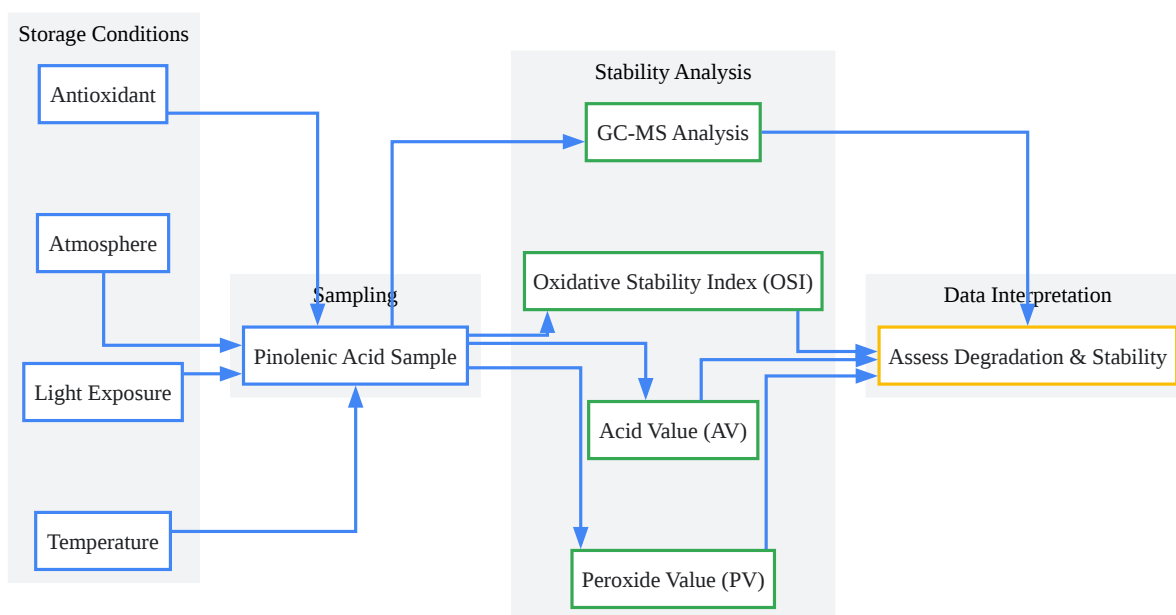 Storage Conditions
Antioxidant
Atmosphere
Light Exposure
Temperature
Sampling
Pinolenic Acid Sample
Stability Analysis
GC-MS Analysis
Oxidative Stability Index (OSI)
Acid Value (AV)
Peroxide Value (PV)
Data Interpretation
Assess Degradation & Stability